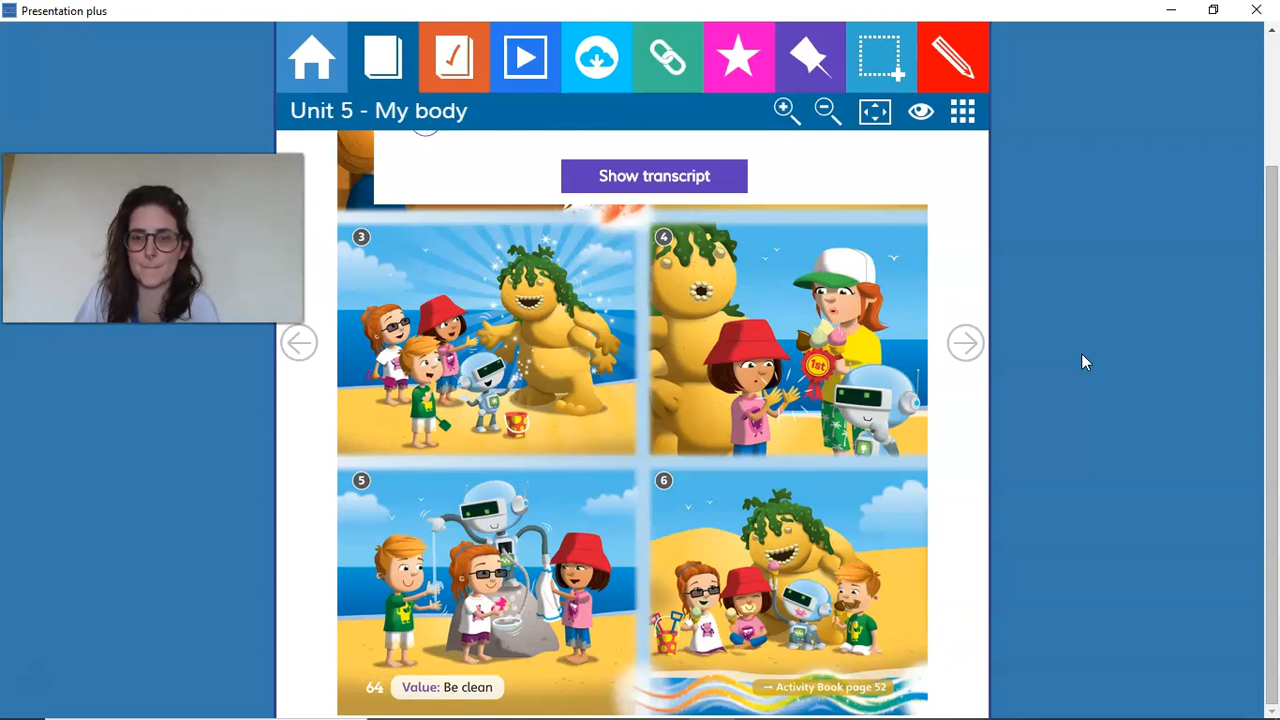 Presentation plus
Unit 5 - My body
Show transcript
3
4
1st
5
6
64 Value: Be clean
→ Activity Book page 52